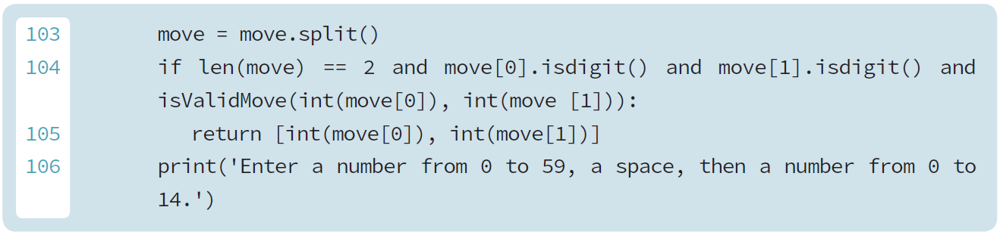 103 move = move.split()
104 if len(move) == 2 and move[0].isdigit() and move[1].isdigit() and
isValidMove(int(move[0]), int(move [1])):
105 return [int(move[0]), int(move[1])]
106 print('Enter a number from 0 to 59, a space, then a number from 0 to
14.')